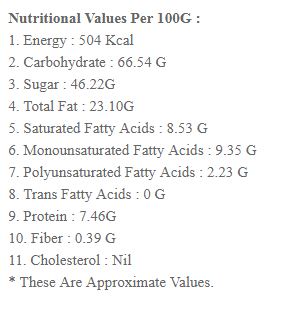 Nutritional Values Per 100G :
1. Energy : 504 Kcal
2. Carbohydrate : 66.54 G
3. Sugar : 46.22G
4. Total Fat : 23.10G
5. Saturated Fatty Acids : 8.53 G
6. Monounsaturated Fatty Acids : 9.35 G
7. Polyunsaturated Fatty Acids : 2.23 G
8. Trans Fatty Acids : 0 G
9. Protein : 7.46G
10. Fiber : 0.39 G
11. Cholesterol : Nil
* These Are Approximate Values.